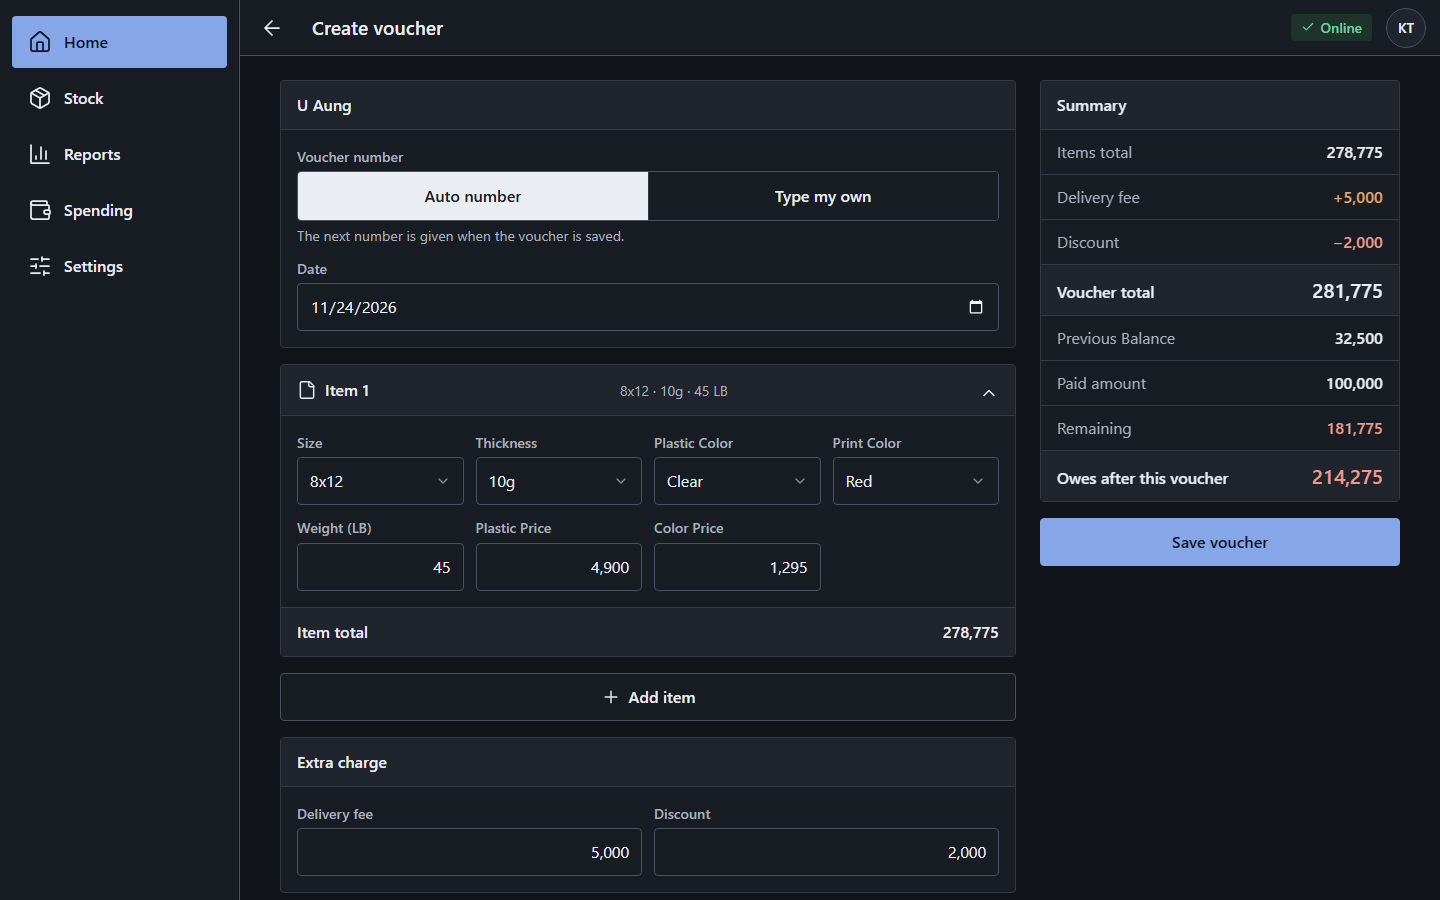 Home
Stock
Reports
Spending
Settings
Create voucher
Online
KT
U Aung
Voucher number
Auto number
Type my own
The next number is given when the voucher is saved.
Date
11/24/2026
Item 1
8x12 · 10g · 45 LB
Size
Thickness
Plastic Color
Print Color
8x12
10g
Clear
Red
Weight (LB)
Plastic Price
Color Price
45
4,900
1,295
Item total
278,775
Add item
Extra charge
Delivery fee
Discount
5,000
2,000
Summary
Items total
278,775
Delivery fee
+5,000
Discount
−2,000
Voucher total
281,775
Previous Balance
32,500
Paid amount
100,000
Remaining
181,775
Owes after this voucher
214,275
Save voucher